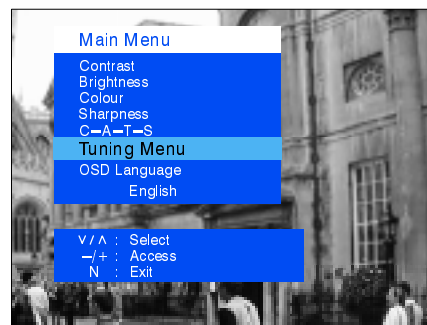 Main Menu
Contrast
Brightness
Colour
Sharpness
C–A–T–S
Tuning Menu
OSD Language
English
∨/∧ : Select
–/+ : Access
N : Exit